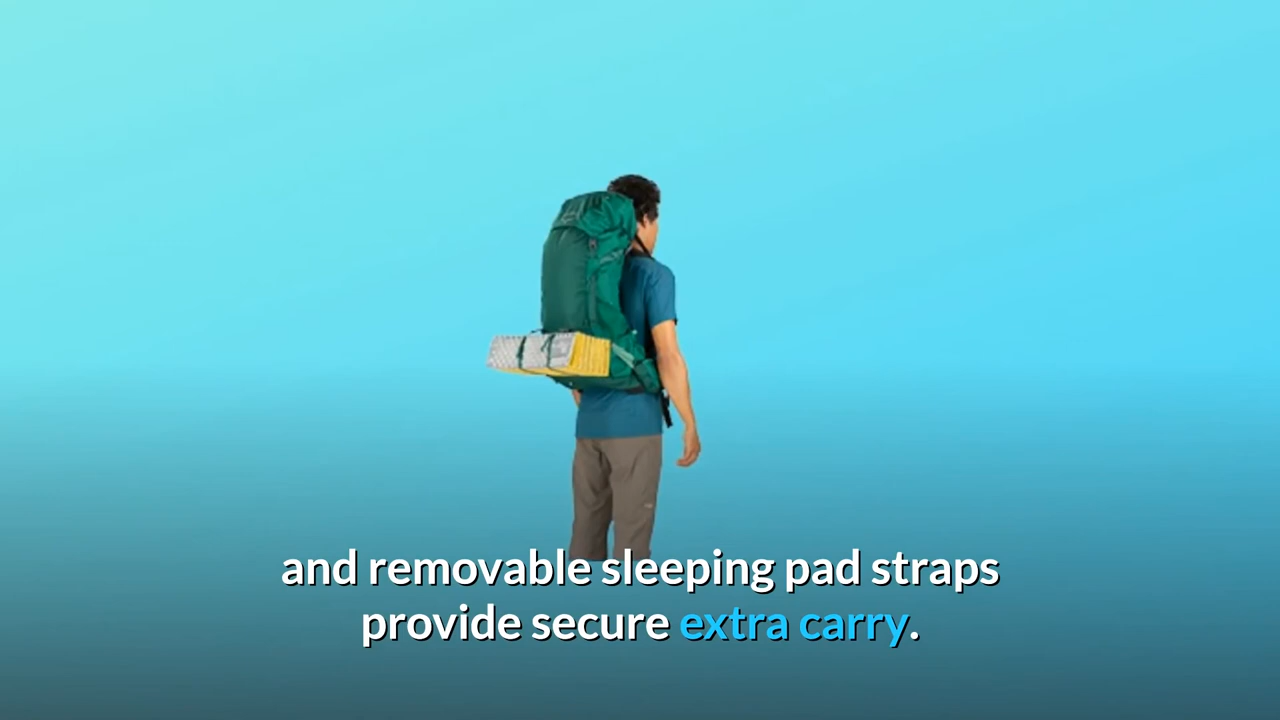 and removable sleeping pad straps
provide secure extra carry.